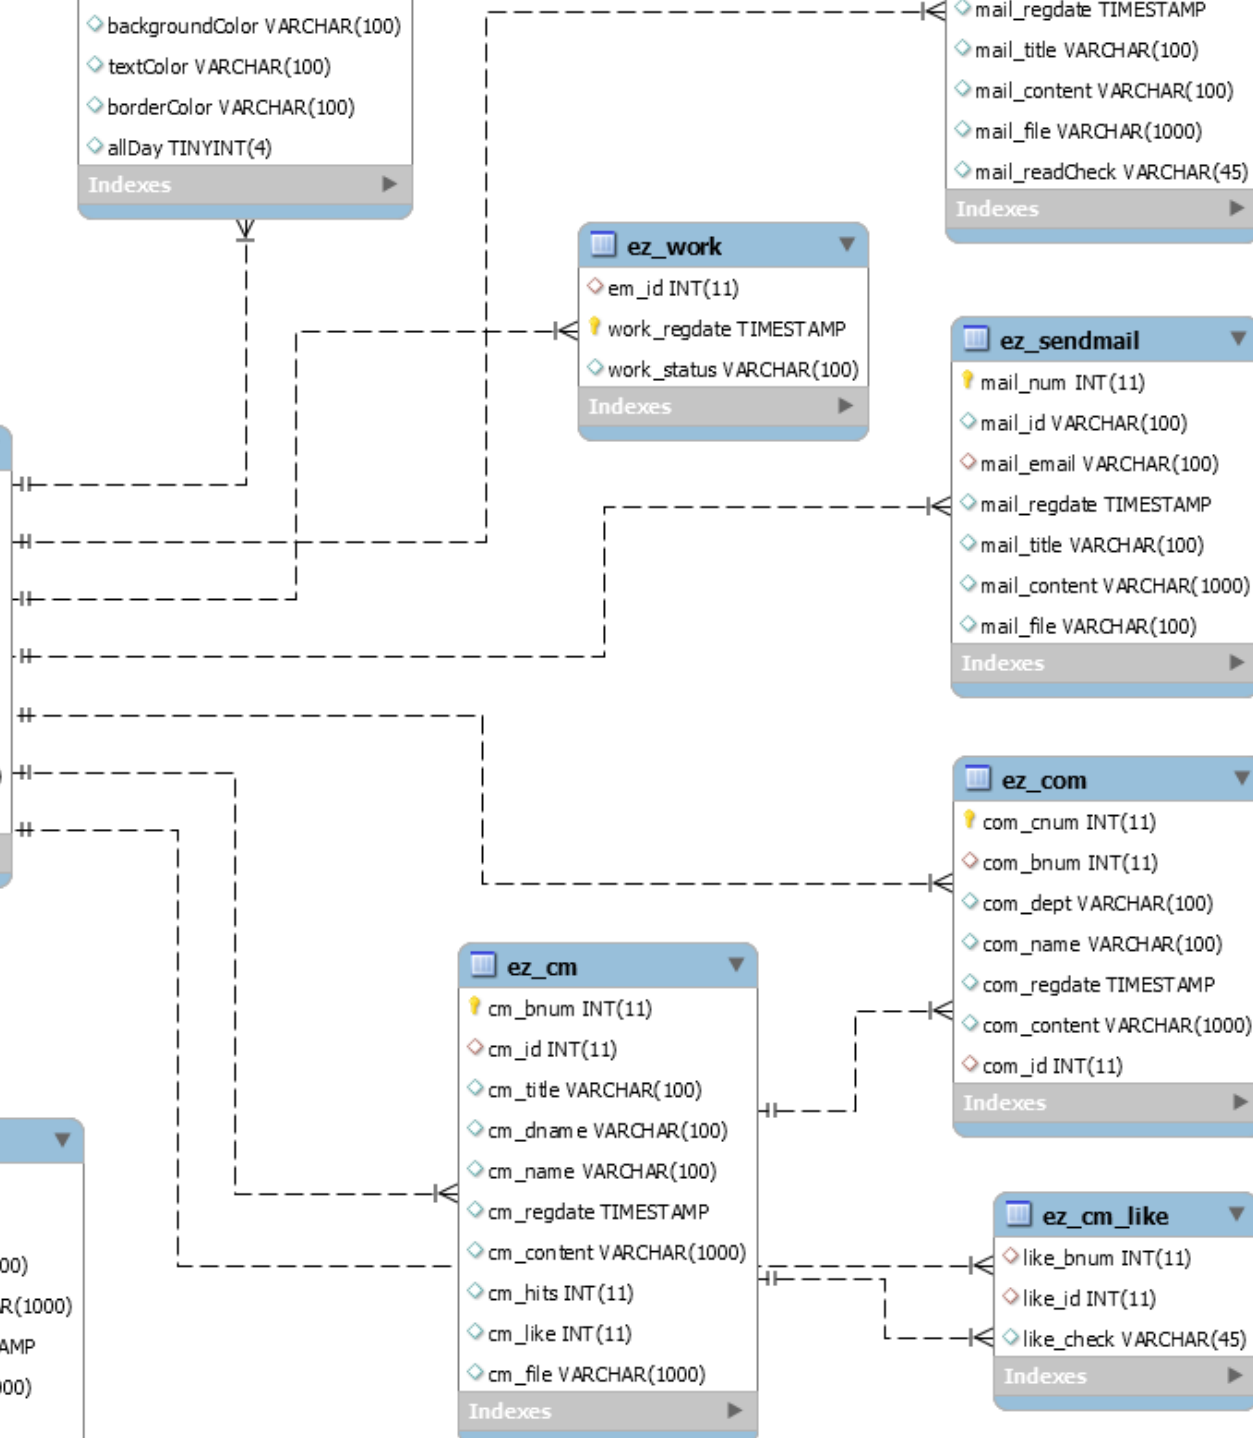 backgroundColor VARCHAR(100)
textColor VARCHAR(100)
borderColor VARCHAR(100)
allDay TINYINT(4)
Indexes
mail_regdate TIMESTAMP
mail_title VARCHAR(100)
mail_content VARCHAR(100)
mail_file VARCHAR(1000)
mail_readCheck VARCHAR(45)
Indexes
ez_work
em_id INT(11)
work_regdate TIMESTAMP
work_status VARCHAR(100)
Indexes
ez_sendmail
mail_num INT(11)
mail_id VARCHAR(100)
mail_email VARCHAR(100)
mail_regdate TIMESTAMP
mail_title VARCHAR(100)
mail_content VARCHAR(1000)
mail_file VARCHAR(100)
Indexes
ez_com
com_cnum INT(11)
com_bnum INT(11)
com_dept VARCHAR(100)
com_name VARCHAR(100)
com_regdate TIMESTAMP
com_content VARCHAR(1000)
com_id INT(11)
Indexes
ez_cm
cm_bnum INT(11)
cm_id INT(11)
cm_title VARCHAR(100)
cm_dname VARCHAR(100)
cm_name VARCHAR(100)
cm_regdate TIMESTAMP
cm_content VARCHAR(1000)
cm_hits INT(11)
cm_like INT(11)
cm_file VARCHAR(1000)
Indexes
ez_cm_like
like_bnum INT(11)
like_id INT(11)
like_check VARCHAR(45)
Indexes
00)
R(1000)
AMP
00)